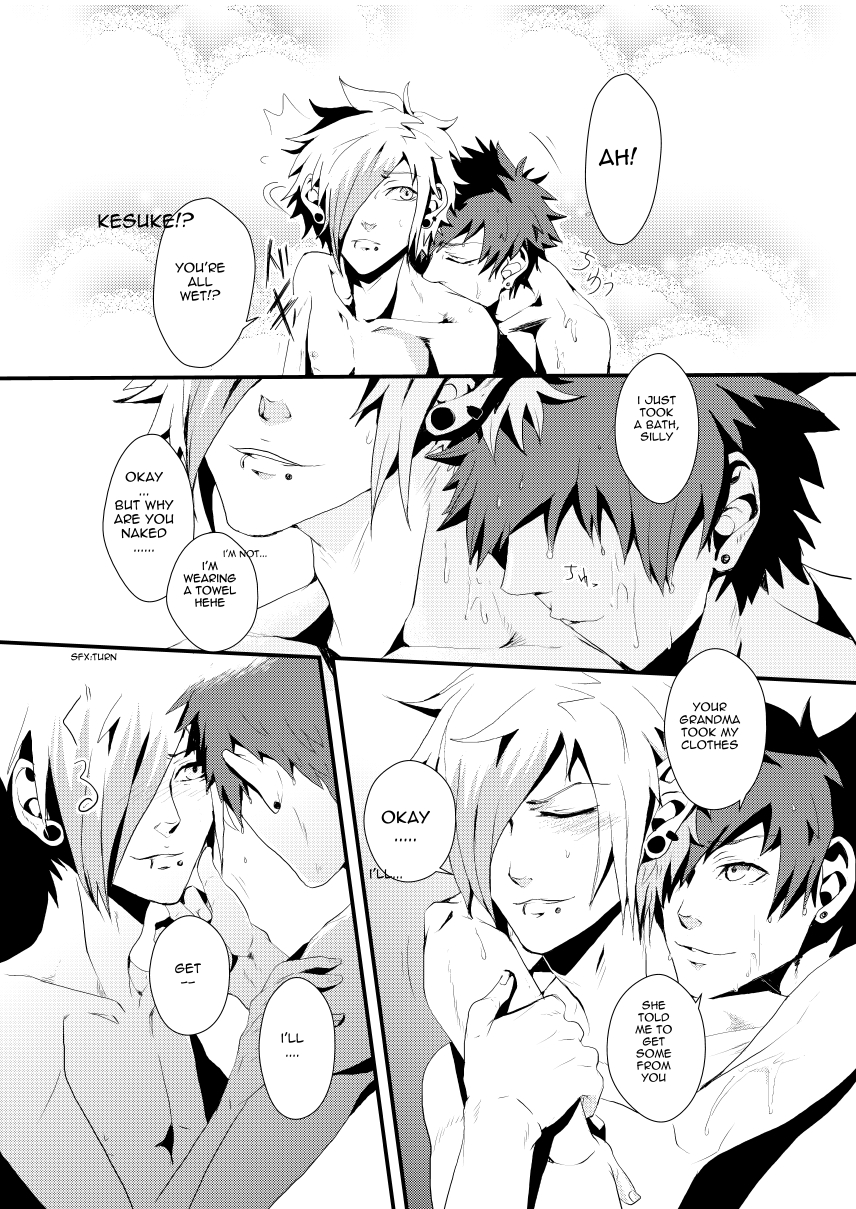 AH!
KESUKE!?
YOU'RE
ALL
WET!?
I JUST
TOOK
A BATH,
SILLY
OKAY
...
BUT WHY
ARE YOU
NAKED
......
I'M NOT...
I'M
WEARING
A TOWEL
HEHE
YOUR
GRANDMA
TOOK MY
CLOTHES
OKAY
.....
I'LL...
SHE
TOLD
ME TO
GET
SOME
FROM
YOU
SFX:TURN
GET
--
I'LL
....